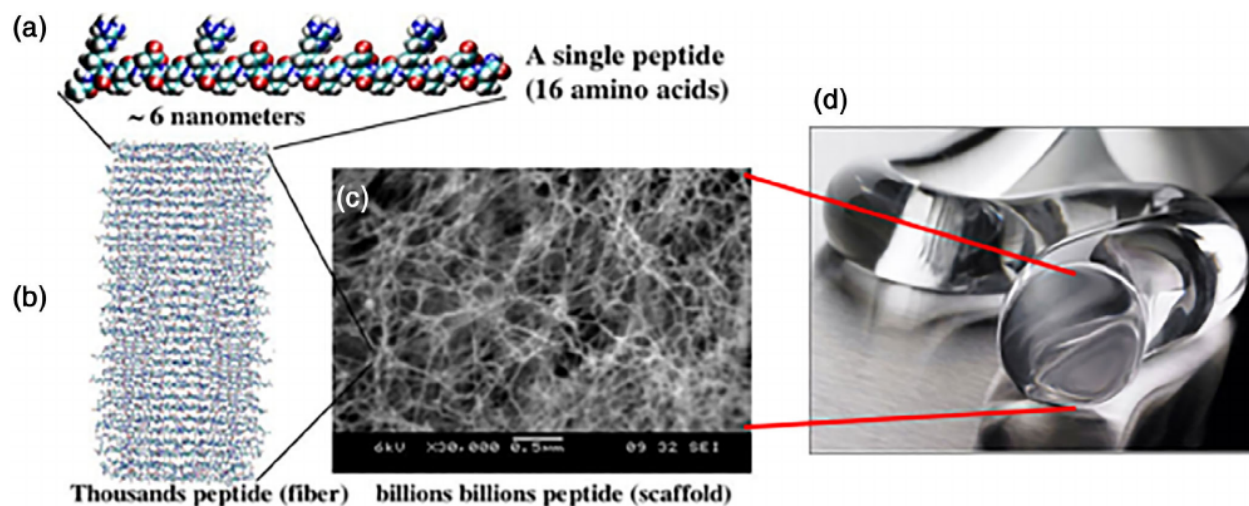 (a)
A single peptide
(16 amino acids)
~ 6 nanometers
(d)
(c)
(b)
6kV X30,000 0.5mm 09 32 SEI
Thousands peptide (fiber) billions billions peptide (scaffold)